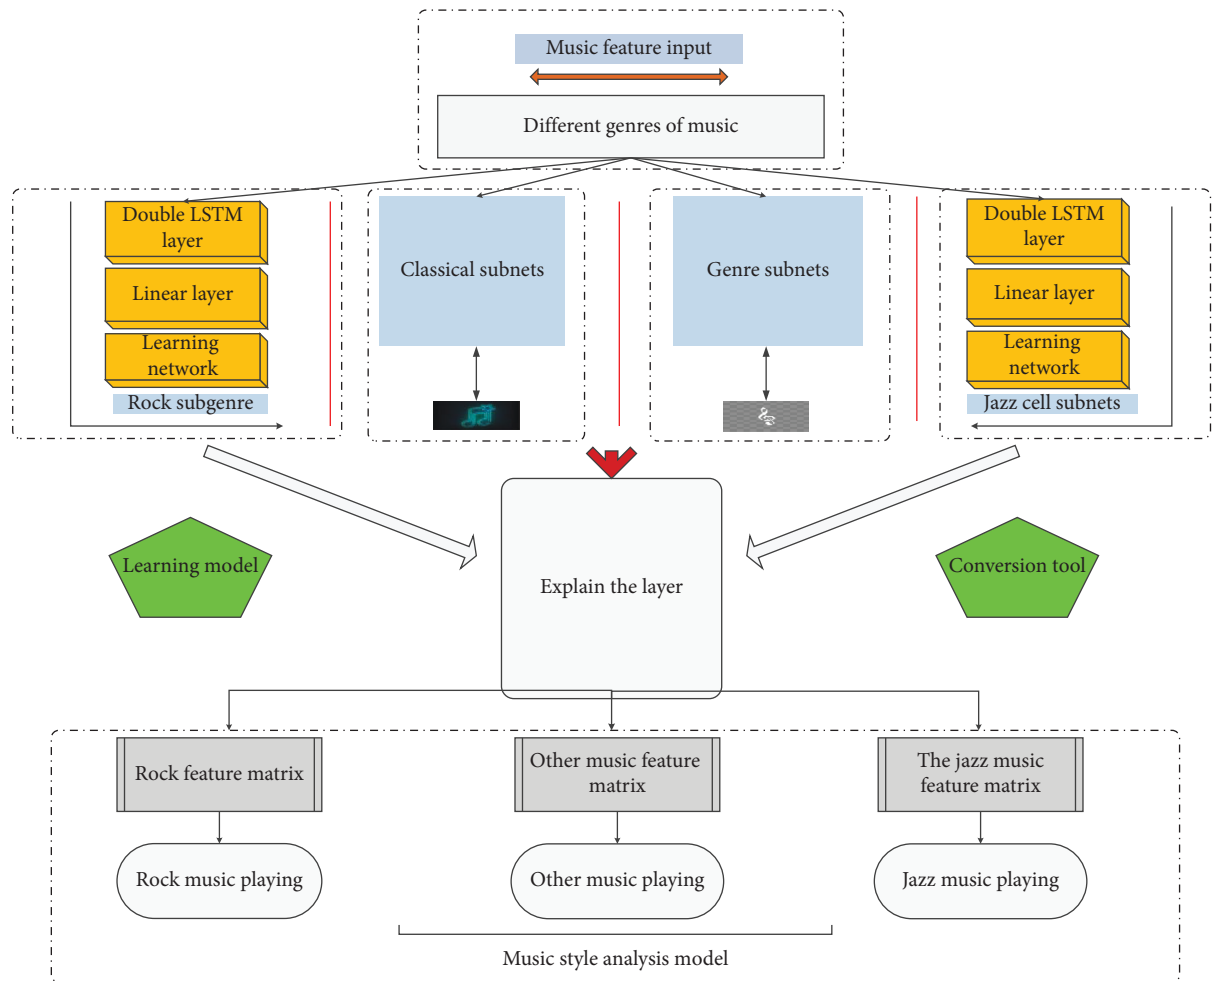 Music feature input
Different genres of music
Double LSTM
layer
Linear layer
Learning
network
Rock subgenre
Classical subnets
Genre subnets
Double LSTM
layer
Linear layer
Learning
network
Jazz cell subnets
Learning model
Explain the layer
Conversion tool
Rock feature matrix
Other music feature
matrix
The jazz music
feature matrix
Rock music playing
Other music playing
Jazz music playing
Music style analysis model